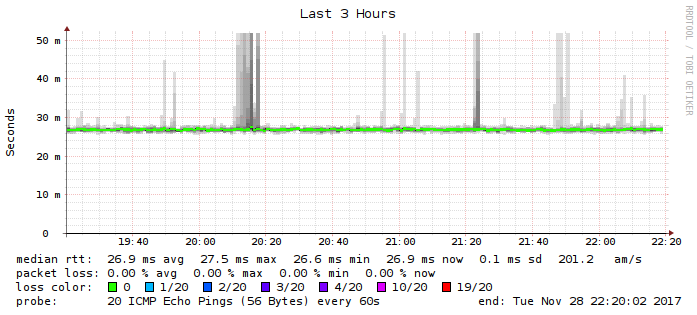 Last 3 Hours
RRDTOOL / TOBI OETIKER
Seconds
50 m
40 m
30 m
20 m
10 m
0
19:40 20:00 20:20 20:40 21:00 21:20 21:40 22:00 22:20
median rtt: 26.9 ms avg 27.5 ms max 26.6 ms min 26.9 ms now 0.1 ms sd 201.2 am/s
packet loss: 0.00 % avg 0.00 % max 0.00 % min 0.00 % now
loss color: 0 1/20 2/20 3/20 4/20 10/20 19/20
probe: 20 ICMP Echo Pings (56 Bytes) every 60s end: Tue Nov 28 22:20:02 2017